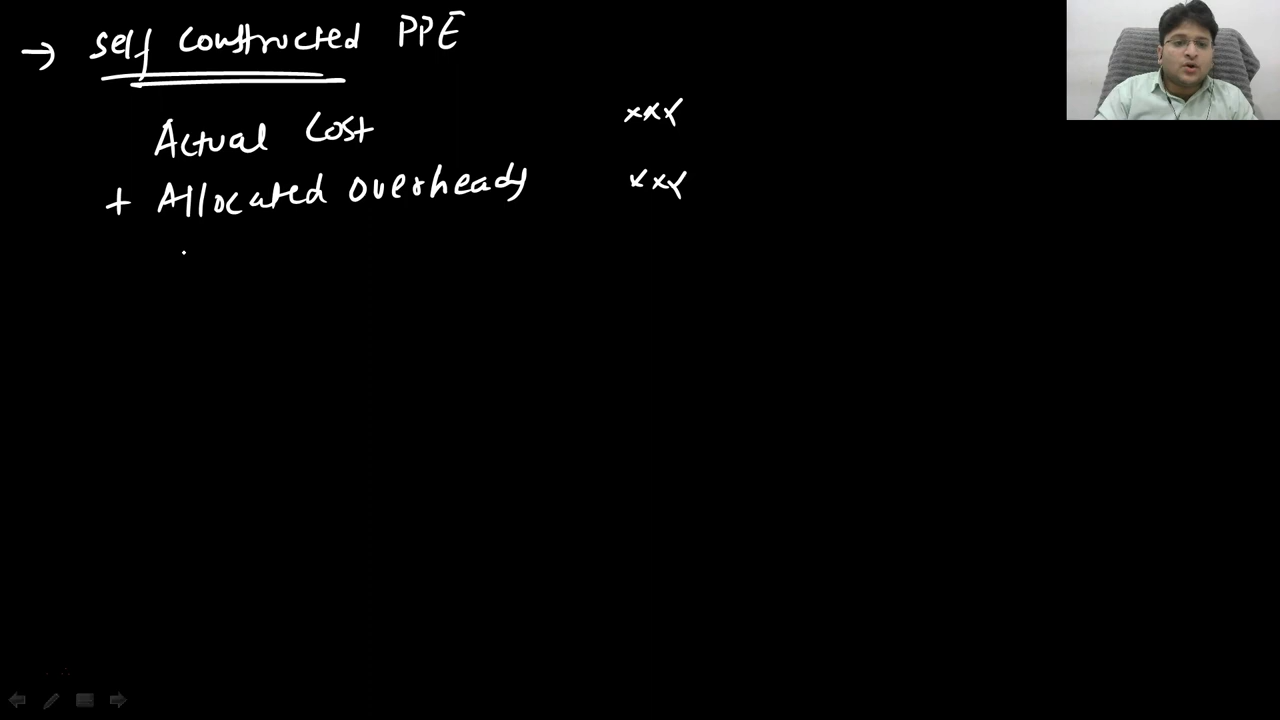 → Self Constructed PPE
Actual Cost xxx
+ Allocated overheads xxx